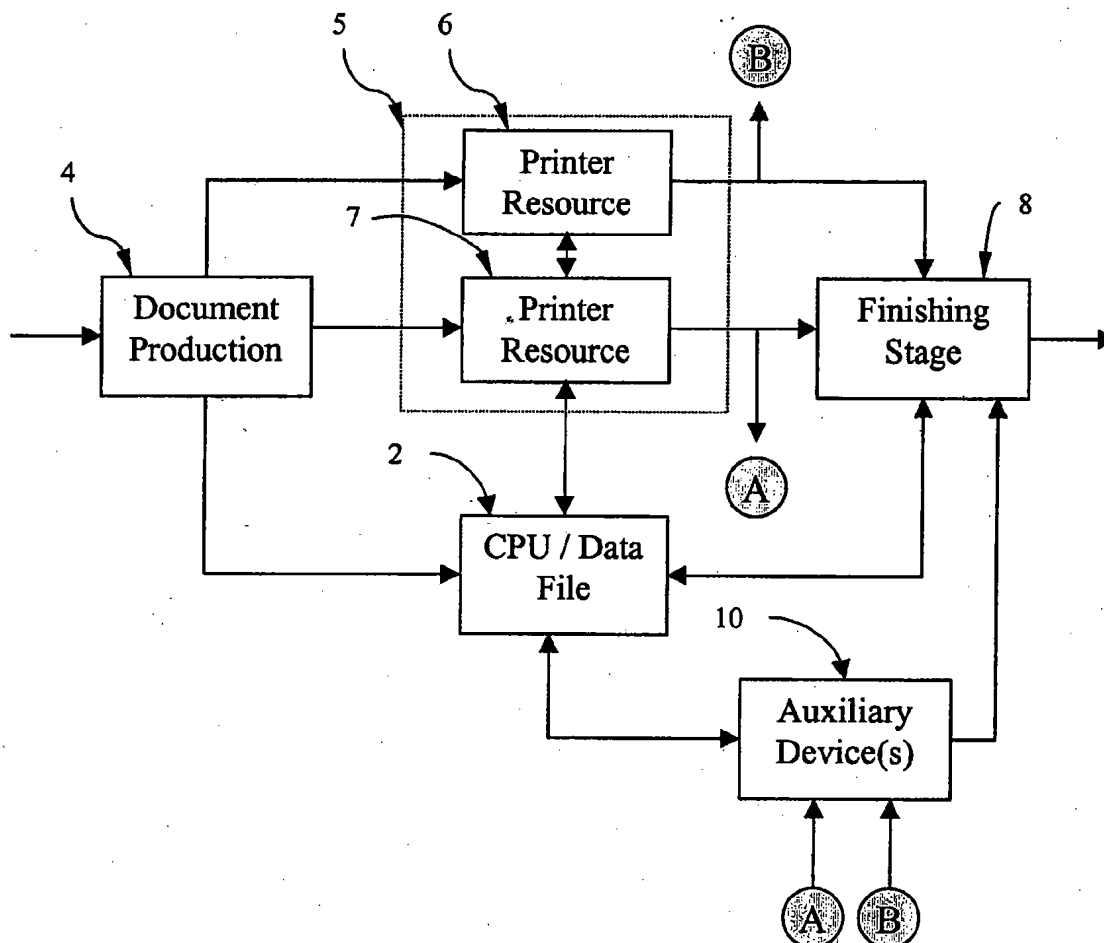 5
6
B
Printer
Resource
4
7
8
Document
Production
Printer
Resource
Finishing
Stage
2
A
CPU / Data
File
10
Auxiliary
Device(s)
A
B